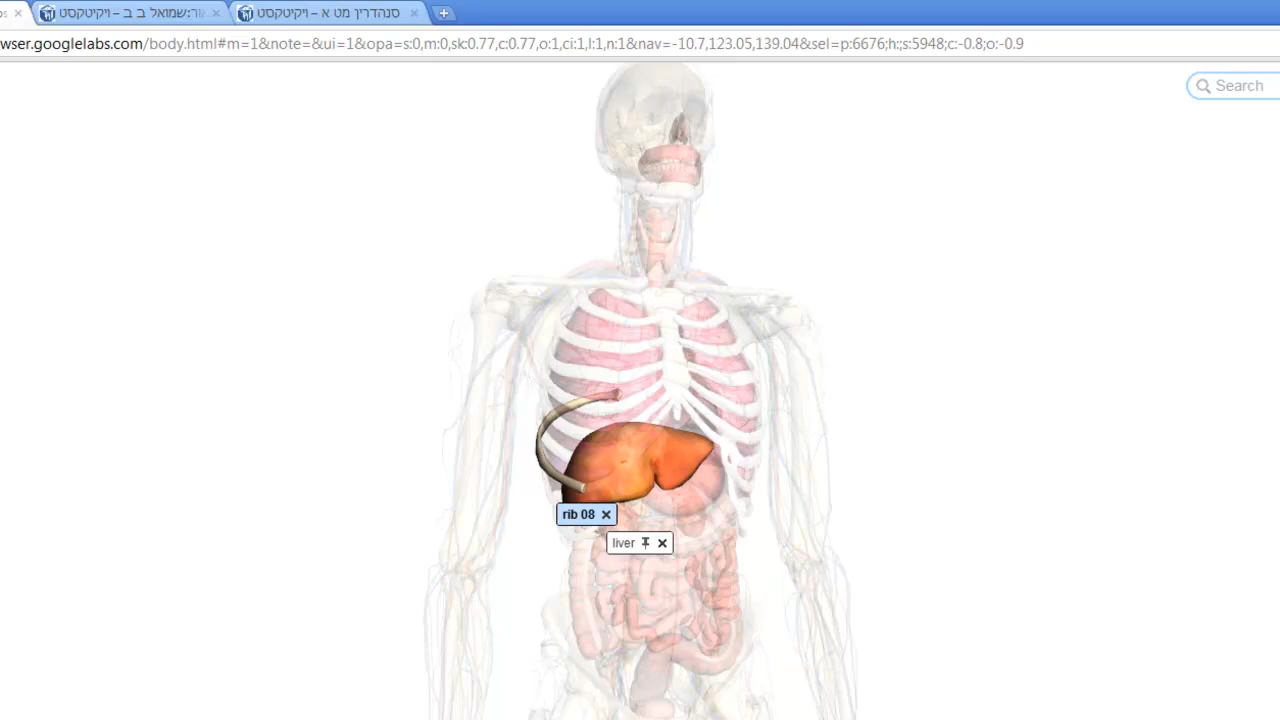 סנהדרין מט א – ויקיטקסט
ור:שמואל ב ב – ויקיטקסט
wser.googlelabs.com/body.html#m=1&note=&ui=1&opa=s:0,m:0,sk:0.77,c:0.77,o:1,ci:1,l:1,n:1&nav=-10.7,123.05,139.04&sel=p:6676;h:;s:5948;c:-0.8;o:-0.9
Search
rib 08
liver